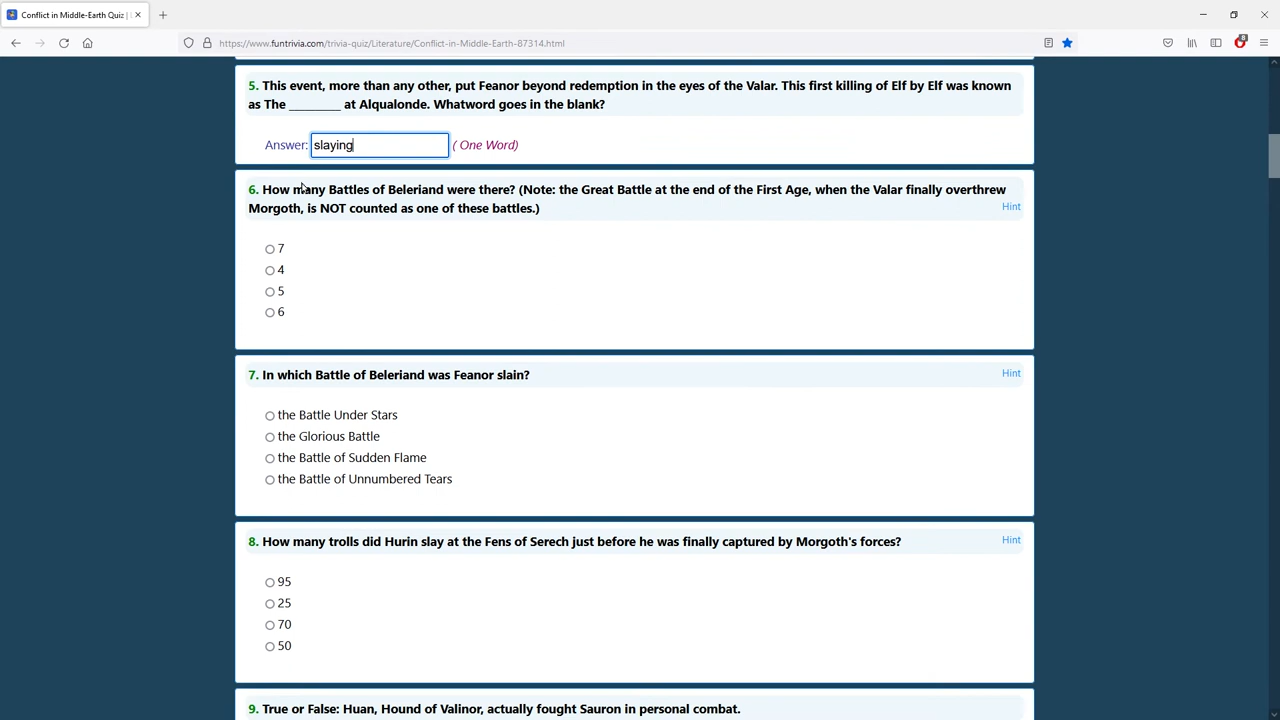 Conflict in Middle-Earth Quiz |
https://www.funtrivia.com/trivia-quiz/Literature/Conflict-in-Middle-Earth-87314.html
5. This event, more than any other, put Feanor beyond redemption in the eyes of the Valar. This first killing of Elf by Elf was known
as The ________ at Alqualonde. Whatword goes in the blank?
Answer: slaying ( One Word)
6. How many Battles of Beleriand were there? (Note: the Great Battle at the end of the First Age, when the Valar finally overthrew
Morgoth, is NOT counted as one of these battles.)
Hint
7
4
5
6
7. In which Battle of Beleriand was Feanor slain?
Hint
the Battle Under Stars
the Glorious Battle
the Battle of Sudden Flame
the Battle of Unnumbered Tears
8. How many trolls did Hurin slay at the Fens of Serech just before he was finally captured by Morgoth's forces?
Hint
95
25
70
50
9. True or False: Huan, Hound of Valinor, actually fought Sauron in personal combat.